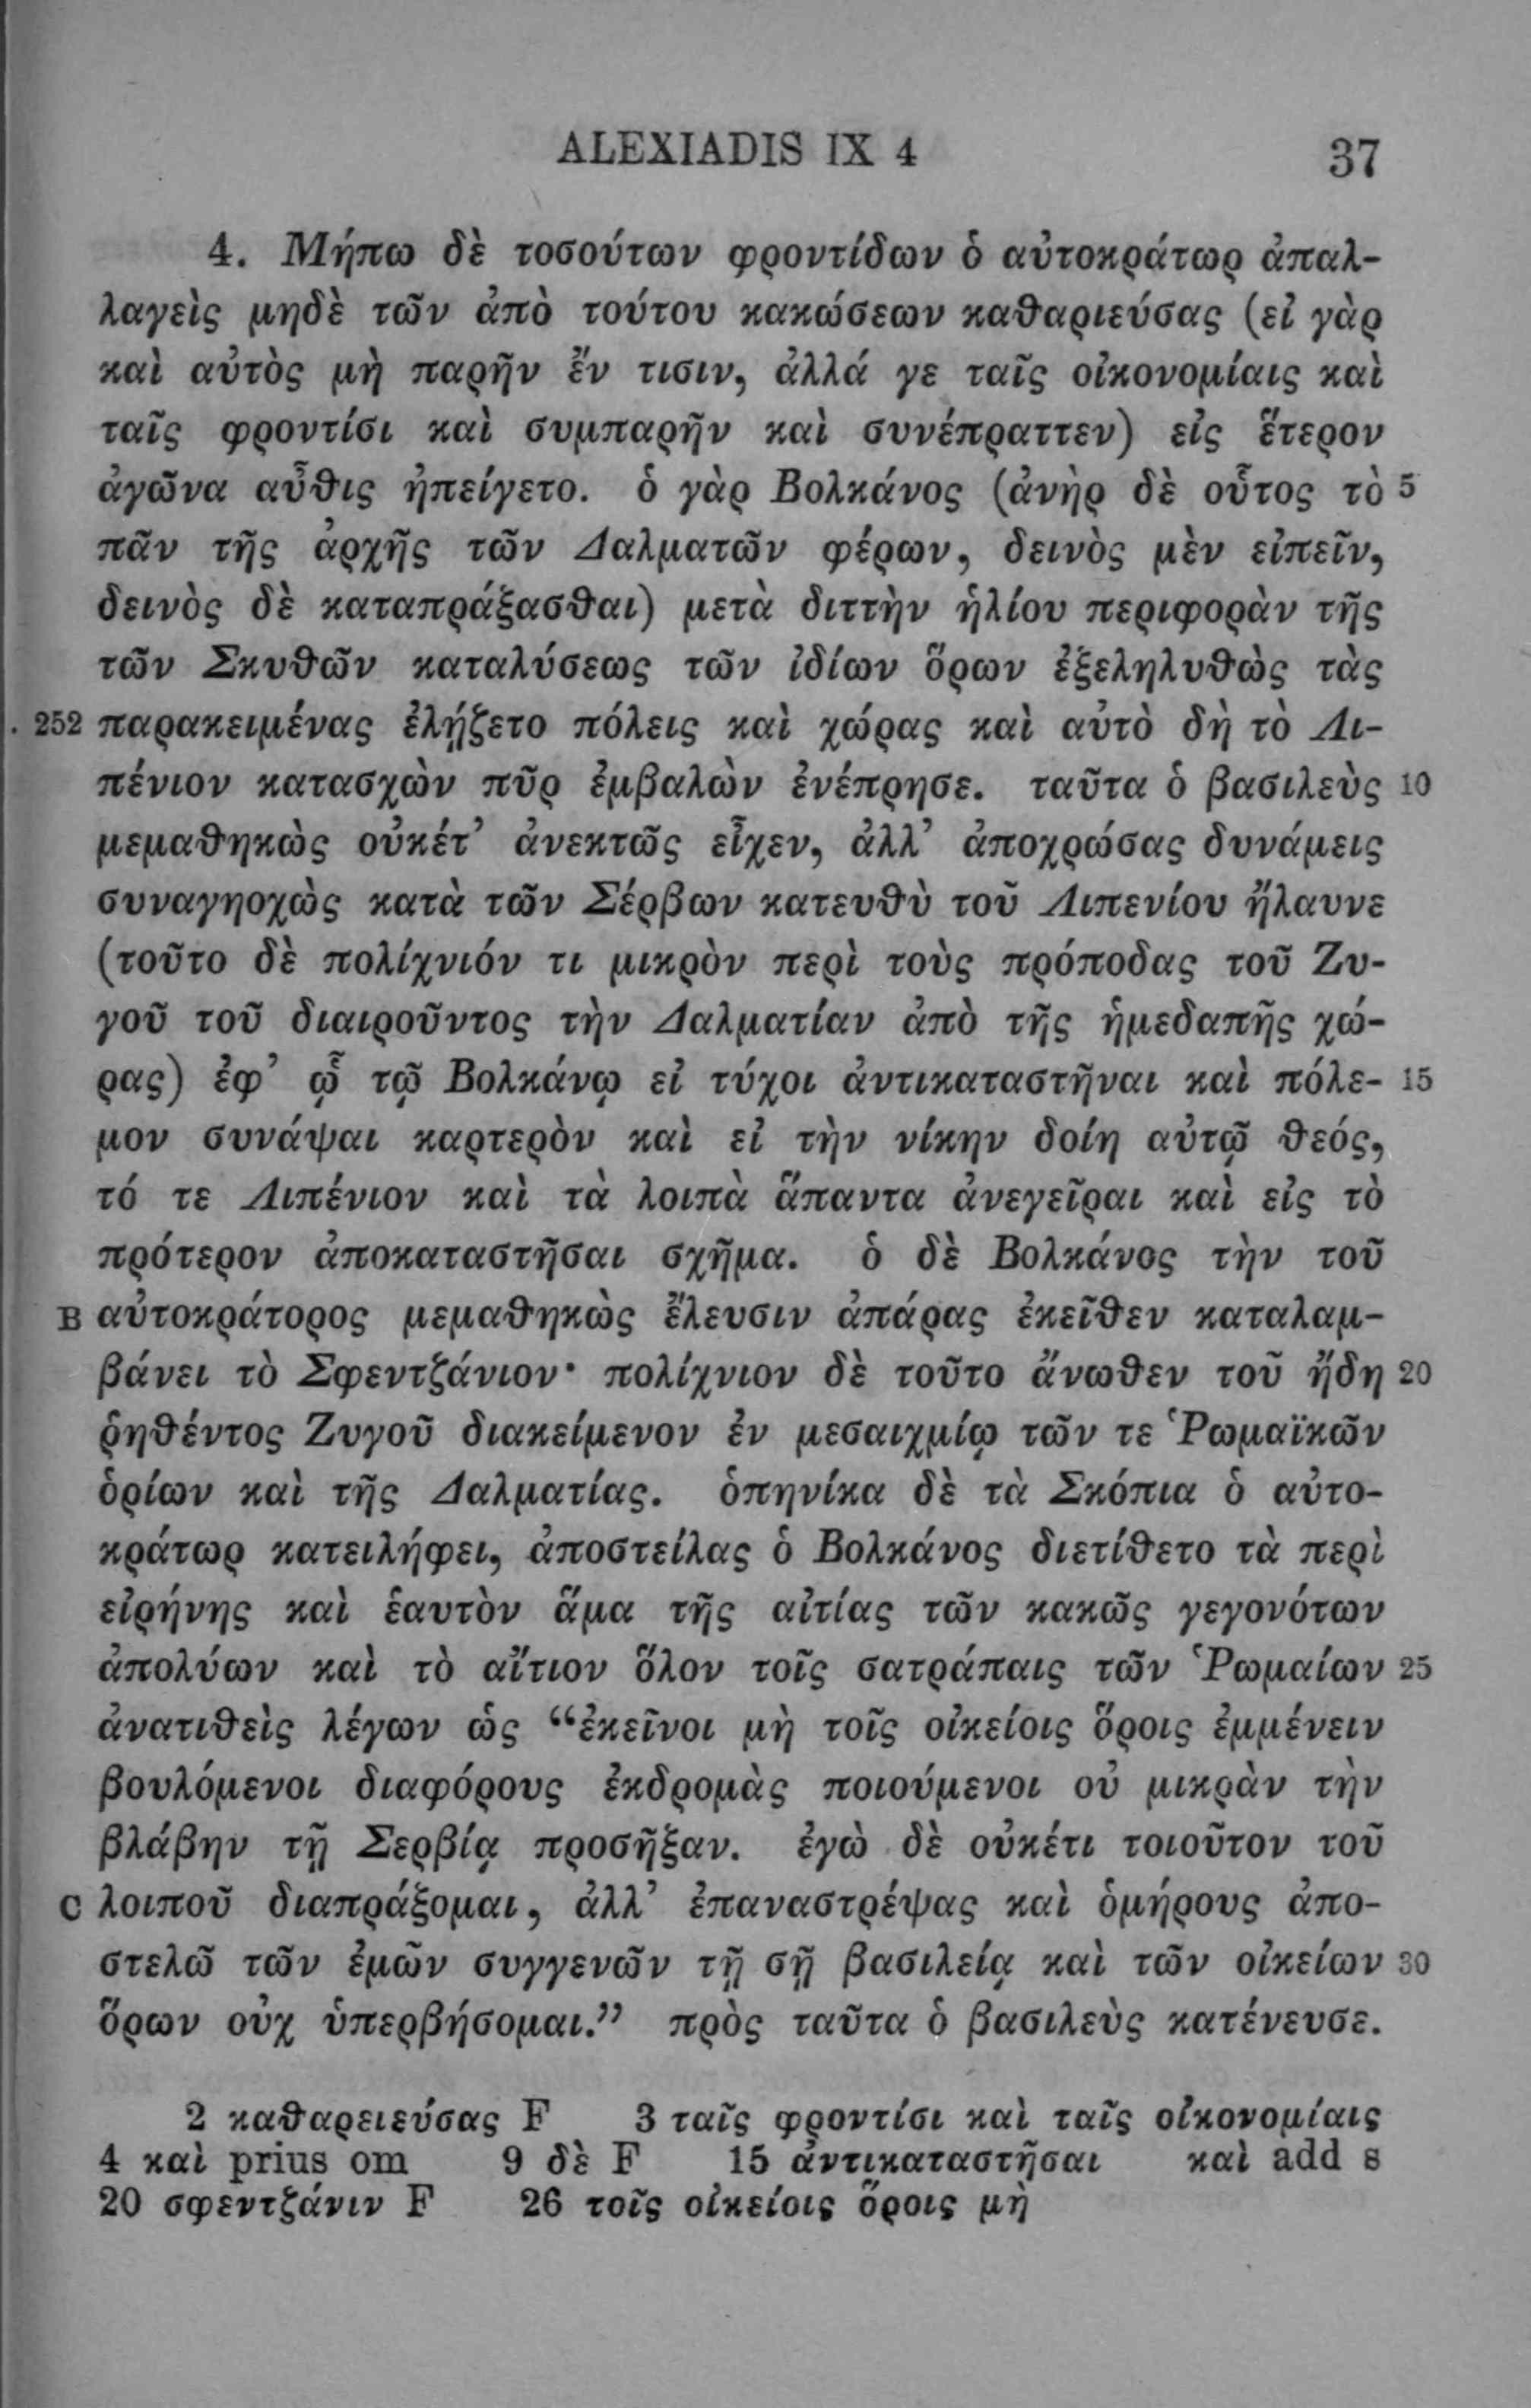 ALEXIADIS IX 4 37
4. Μήπω δὲ τοσούτων φροντίδων ὁ αὐτοκράτωρ ἀπαλ-
λαγεὶς μηδὲ τῶν ἀπὸ τούτου κακώσεων καθαριεύσας (εἰ γὰρ
καὶ αὐτὸς μὴ παρῆν ἔν τισιν, ἀλλά γε ταῖς οἰκονομίαις καὶ
ταῖς φροντίσι καὶ συμπαρῆν καὶ συνέπραττεν) εἰς ἕτερον
ἀγῶνα αὖθις ἠπείγετο. ὁ γὰρ Βολκάνος (ἀνὴρ δὲ οὗτος τὸ 5
πᾶν τῆς ἀρχῆς τῶν Δαλματῶν φέρων, δεινὸς μὲν εἰπεῖν,
δεινὸς δὲ καταπράξασθαι) μετὰ διττὴν ἡλίου περιφορὰν τῆς
τῶν Σκυθῶν καταλύσεως τῶν ἰδίων ὅρων ἐξεληλυθὼς τὰς
. 252 παρακειμένας ἐλῄζετο πόλεις καὶ χώρας καὶ αὐτὸ δὴ τὸ Λι-
πένιον κατασχὼν πῦρ ἐμβαλὼν ἐνέπρησε. ταῦτα ὁ βασιλεὺς 10
μεμαθηκὼς οὐκέτ’ ἀνεκτῶς εἶχεν, ἀλλ’ ἀποχρώσας δυνάμεις
συναγηοχὼς κατὰ τῶν Σέρβων κατευθὺ τοῦ Λιπενίου ἤλαυνε
(τοῦτο δὲ πολίχνιόν τι μικρὸν περὶ τοὺς πρόποδας τοῦ Ζυ-
γοῦ τοῦ διαιροῦντος τὴν Δαλματίαν ἀπὸ τῆς ἡμεδαπῆς χώ-
ρας) ἐφ’ ᾧ τῷ Βολκάνῳ εἰ τύχοι ἀντικαταστῆναι καὶ πόλε- 15
μον συνάψαι καρτερὸν καὶ εἰ τὴν νίκην δοίη αὐτῷ θεός,
τό τε Λιπένιον καὶ τὰ λοιπὰ ἅπαντα ἀνεγεῖραι καὶ εἰς τὸ
πρότερον ἀποκαταστῆσαι σχῆμα. ὁ δὲ Βολκάνος τὴν τοῦ
B αὐτοκράτορος μεμαθηκὼς ἔλευσιν ἀπάρας ἐκεῖθεν καταλαμ-
βάνει τὸ Σφεντζάνιον· πολίχνιον δὲ τοῦτο ἄνωθεν τοῦ ἤδη 20
ῥηθέντος Ζυγοῦ διακείμενον ἐν μεσαιχμίῳ τῶν τε Ῥωμαϊκῶν
ὁρίων καὶ τῆς Δαλματίας. ὁπηνίκα δὲ τὰ Σκόπια ὁ αὐτο-
κράτωρ κατειλήφει, ἀποστείλας ὁ Βολκάνος διετίθετο τὰ περὶ
εἰρήνης καὶ ἑαυτὸν ἅμα τῆς αἰτίας τῶν κακῶς γεγονότων
ἀπολύων καὶ τὸ αἴτιον ὅλον τοῖς σατράπαις τῶν Ῥωμαίων 25
ἀνατιθεὶς λέγων ὡς “ἐκεῖνοι μὴ τοῖς οἰκείοις ὅροις ἐμμένειν
βουλόμενοι διαφόρους ἐκδρομὰς ποιούμενοι οὐ μικρὰν τὴν
βλάβην τῇ Σερβίᾳ προσῆξαν. ἐγὼ δὲ οὐκέτι τοιοῦτον τοῦ
C λοιποῦ διαπράξομαι, ἀλλ’ ἐπαναστρέψας καὶ ὁμήρους ἀπο-
στελῶ τῶν ἐμῶν συγγενῶν τῇ σῇ βασιλείᾳ καὶ τῶν οἰκείων 30
ὅρων οὐχ ὑπερβήσομαι.” πρὸς ταῦτα ὁ βασιλεὺς κατένευσε.
2 καθαρειεύσας F 3 ταῖς φροντίσι καὶ ταῖς οἰκονομίαις
4 καὶ prius om 9 δὲ F 15 ἀντικαταστῆσαι καὶ add s
20 σφεντζάνιν F 26 τοῖς οἰκείοις ὅροις μὴ